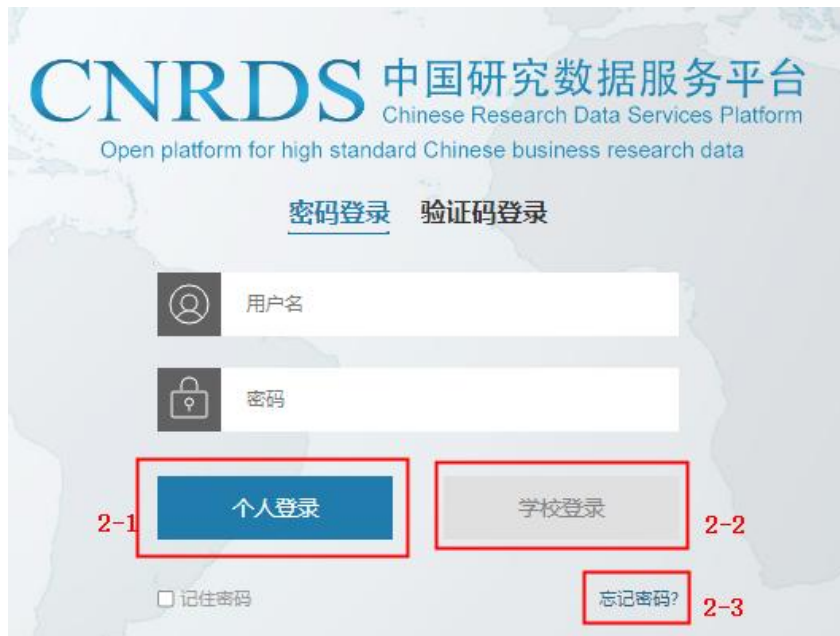 CNRDS 中国研究数据服务平台
Chinese Research Data Services Platform
Open platform for high standard Chinese business research data
密码登录 验证码登录
用户名
密码
2-1 个人登录 学校登录 2-2
记住密码 忘记密码? 2-3